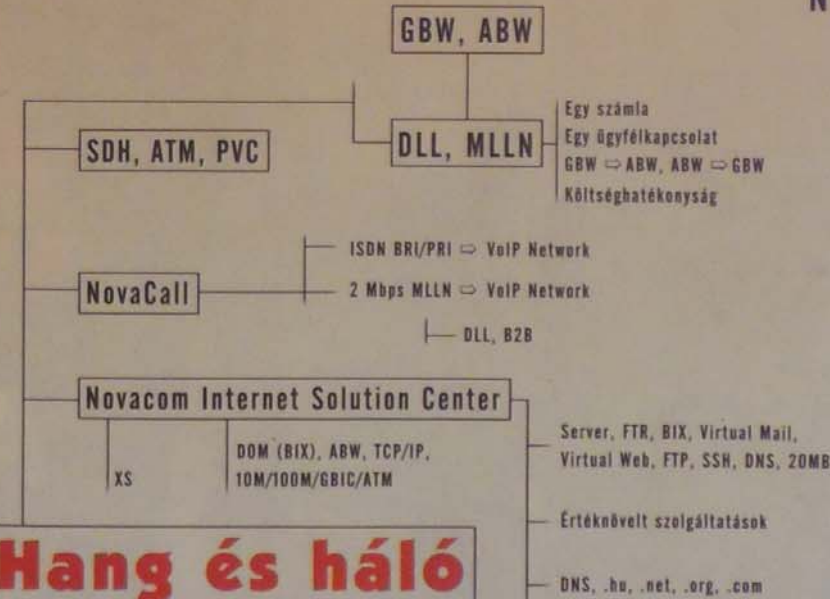 N
GBW, ABW
SDH, ATM, PVC
DLL, MLLN
Egy számla
Egy ügyfélkapcsolat
GBW ⇨ ABW, ABW ⇨ GBW
Költséghatékonyság
NovaCall
ISDN BRI/PRI ⇨ VoIP Network
2 Mbps MLLN ⇨ VoIP Network
DLL, B2B
Novacom Internet Solution Center
XS
DOM (BIX), ABW, TCP/IP,
10M/100M/GBIC/ATM
Server, FTR, BIX, Virtual Mail,
Virtual Web, FTP, SSH, DNS, 20MB
Értéknövelt szolgáltatások
DNS, .hu, .net, .org, .com
Hang és háló